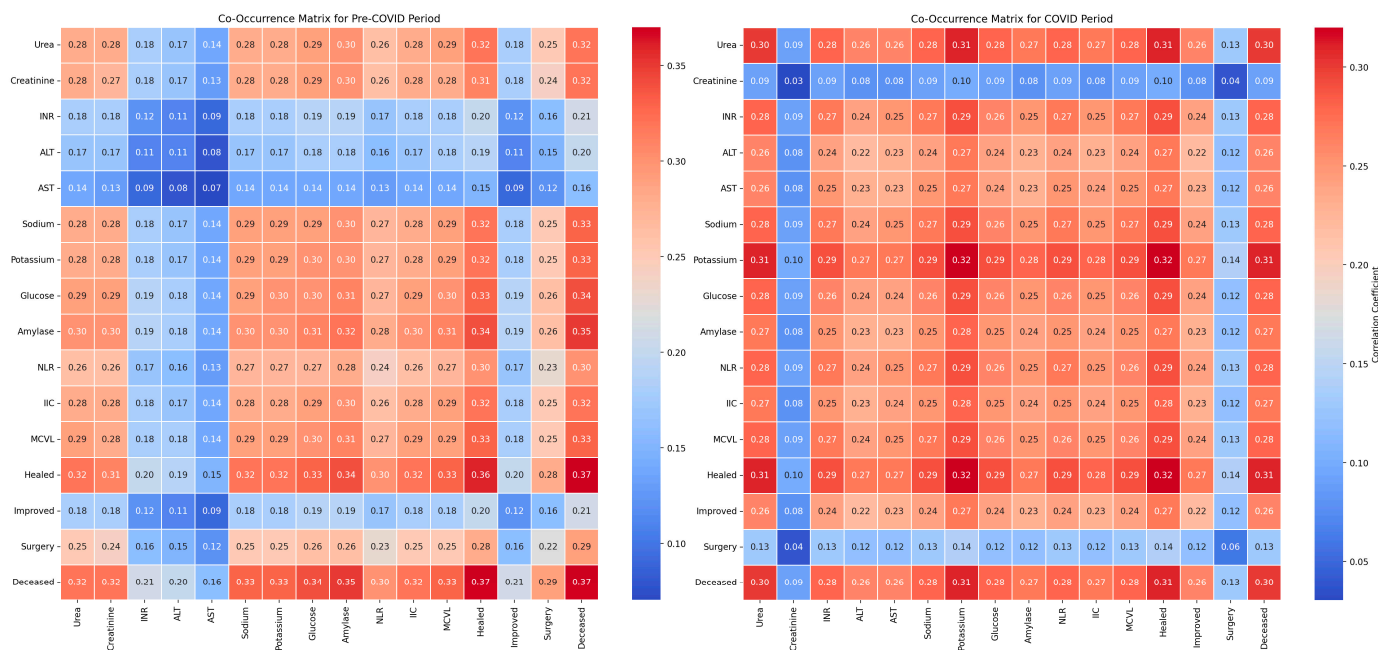 Co-Occurrence Matrix for Pre-COVID Period
Urea 0.28 0.28 0.18 0.17 0.14 0.28 0.28 0.29 0.30 0.26 0.28 0.29 0.32 0.18 0.25 0.32
Creatinine 0.28 0.27 0.18 0.17 0.13 0.28 0.28 0.29 0.30 0.26 0.28 0.28 0.31 0.18 0.24 0.32
INR 0.18 0.18 0.12 0.11 0.09 0.18 0.18 0.19 0.19 0.17 0.18 0.18 0.20 0.12 0.16 0.21
ALT 0.17 0.17 0.11 0.11 0.08 0.17 0.17 0.18 0.18 0.16 0.17 0.18 0.19 0.11 0.15 0.20
AST 0.14 0.13 0.09 0.08 0.07 0.14 0.14 0.14 0.14 0.13 0.14 0.14 0.15 0.09 0.12 0.16
Sodium 0.28 0.28 0.18 0.17 0.14 0.29 0.29 0.29 0.30 0.27 0.28 0.29 0.32 0.18 0.25 0.33
Potassium 0.28 0.28 0.18 0.17 0.14 0.29 0.29 0.30 0.30 0.27 0.28 0.29 0.32 0.18 0.25 0.33
Glucose 0.29 0.29 0.19 0.18 0.14 0.29 0.30 0.30 0.31 0.27 0.29 0.30 0.33 0.19 0.26 0.34
Amylase 0.30 0.30 0.19 0.18 0.14 0.30 0.30 0.31 0.32 0.28 0.30 0.31 0.34 0.19 0.26 0.35
NLR 0.26 0.26 0.17 0.16 0.13 0.27 0.27 0.27 0.28 0.24 0.26 0.27 0.30 0.17 0.23 0.30
IIC 0.28 0.28 0.18 0.17 0.14 0.28 0.28 0.29 0.30 0.26 0.28 0.29 0.32 0.18 0.25 0.32
MCVL 0.29 0.28 0.18 0.18 0.14 0.29 0.29 0.30 0.31 0.27 0.29 0.29 0.33 0.18 0.25 0.33
Healed 0.32 0.31 0.20 0.19 0.15 0.32 0.32 0.33 0.34 0.30 0.32 0.33 0.36 0.20 0.28 0.37
Improved 0.18 0.18 0.12 0.11 0.09 0.18 0.18 0.19 0.19 0.17 0.18 0.18 0.20 0.12 0.16 0.21
Surgery 0.25 0.24 0.16 0.15 0.12 0.25 0.25 0.26 0.26 0.23 0.25 0.25 0.28 0.16 0.22 0.29
Deceased 0.32 0.32 0.21 0.20 0.16 0.33 0.33 0.34 0.35 0.30 0.32 0.33 0.37 0.21 0.29 0.37
Urea Creatinine INR ALT AST Sodium Potassium Glucose Amylase NLR IIC MCVL Healed Improved Surgery Deceased
0.35
0.30
0.25
0.20
0.15
0.10
Co-Occurrence Matrix for COVID Period
Urea 0.30 0.09 0.28 0.26 0.26 0.28 0.31 0.28 0.27 0.28 0.27 0.28 0.31 0.26 0.13 0.30
Creatinine 0.09 0.03 0.09 0.08 0.08 0.09 0.10 0.09 0.08 0.09 0.08 0.09 0.10 0.08 0.04 0.09
INR 0.28 0.09 0.27 0.24 0.25 0.27 0.29 0.26 0.25 0.27 0.25 0.27 0.29 0.24 0.13 0.28
ALT 0.26 0.08 0.24 0.22 0.23 0.24 0.27 0.24 0.23 0.24 0.23 0.24 0.27 0.22 0.12 0.26
AST 0.26 0.08 0.25 0.23 0.23 0.25 0.27 0.24 0.23 0.25 0.24 0.25 0.27 0.23 0.12 0.26
Sodium 0.28 0.09 0.27 0.24 0.25 0.27 0.29 0.26 0.25 0.27 0.26 0.27 0.29 0.24 0.13 0.28
Potassium 0.31 0.10 0.29 0.27 0.27 0.29 0.32 0.29 0.28 0.29 0.28 0.29 0.32 0.27 0.14 0.31
Glucose 0.28 0.09 0.26 0.24 0.24 0.26 0.29 0.26 0.25 0.26 0.25 0.26 0.29 0.24 0.12 0.28
Amylase 0.27 0.08 0.25 0.23 0.23 0.25 0.28 0.25 0.24 0.25 0.24 0.25 0.28 0.23 0.12 0.27
NLR 0.28 0.09 0.27 0.24 0.25 0.27 0.29 0.26 0.25 0.27 0.26 0.27 0.29 0.24 0.13 0.28
IIC 0.27 0.08 0.25 0.23 0.24 0.25 0.28 0.25 0.24 0.25 0.24 0.25 0.28 0.23 0.12 0.27
MCVL 0.28 0.09 0.27 0.24 0.25 0.27 0.29 0.26 0.25 0.27 0.25 0.27 0.29 0.24 0.13 0.28
Healed 0.31 0.10 0.29 0.27 0.27 0.29 0.32 0.29 0.28 0.29 0.28 0.29 0.32 0.27 0.14 0.31
Improved 0.26 0.08 0.24 0.22 0.23 0.24 0.27 0.24 0.23 0.24 0.23 0.24 0.27 0.22 0.12 0.26
Surgery 0.13 0.04 0.13 0.12 0.12 0.13 0.14 0.12 0.12 0.13 0.12 0.13 0.14 0.12 0.06 0.13
Deceased 0.30 0.09 0.28 0.26 0.26 0.28 0.31 0.28 0.27 0.28 0.27 0.28 0.31 0.26 0.13 0.30
Urea Creatinine INR ALT AST Sodium Potassium Glucose Amylase NLR IIC MCVL Healed Improved Surgery Deceased
0.30
0.25
0.20
0.15
0.10
0.05
Correlation Coefficient